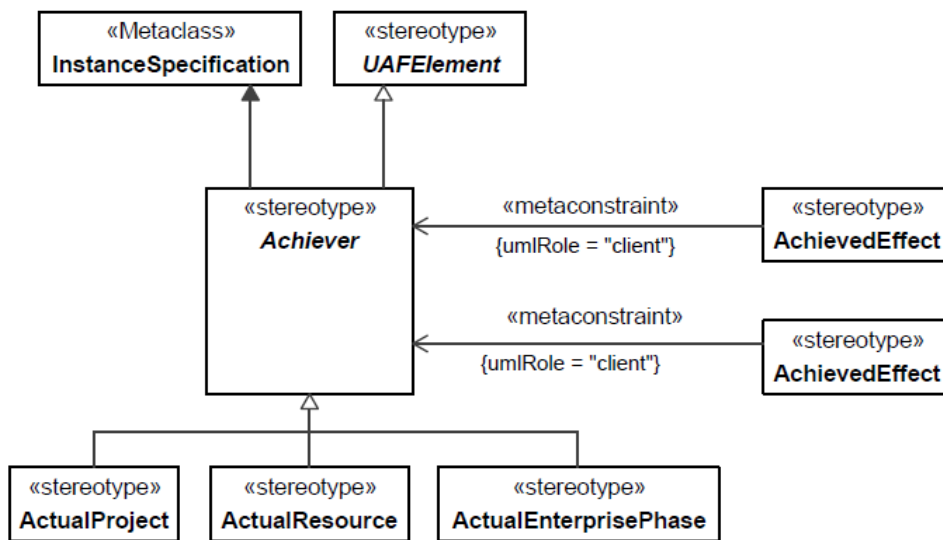 «Metaclass»
InstanceSpecification
«stereotype»
UAFElement
«stereotype»
Achiever
«metaconstraint»
{umlRole = "client"}
«stereotype»
AchievedEffect
«metaconstraint»
{umlRole = "client"}
«stereotype»
AchievedEffect
«stereotype»
ActualProject
«stereotype»
ActualResource
«stereotype»
ActualEnterprisePhase